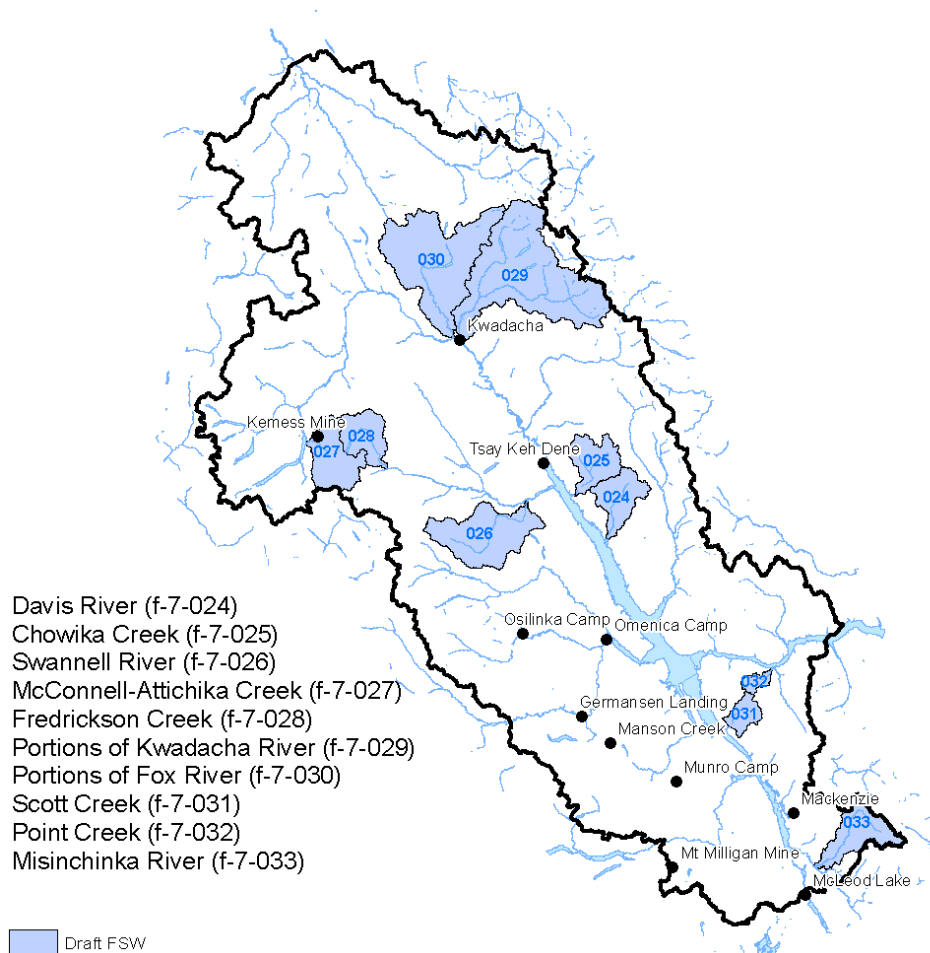 030
029
Kwadacha
Kemess Mine
028
027
Tsay Keh Dene
025
024
026
Davis River (f-7-024)
Chowika Creek (f-7-025)
Swannell River (f-7-026)
McConnell-Attichika Creek (f-7-027)
Fredrickson Creek (f-7-028)
Portions of Kwadacha River (f-7-029)
Portions of Fox River (f-7-030)
Scott Creek (f-7-031)
Point Creek (f-7-032)
Misinchinka River (f-7-033)
Osilinka Camp
Omenica Camp
032
Germansen Landing
031
Manson Creek
Munro Camp
Mackenzie
033
Mt Milligan Mine
McLeod Lake
Draft FSW